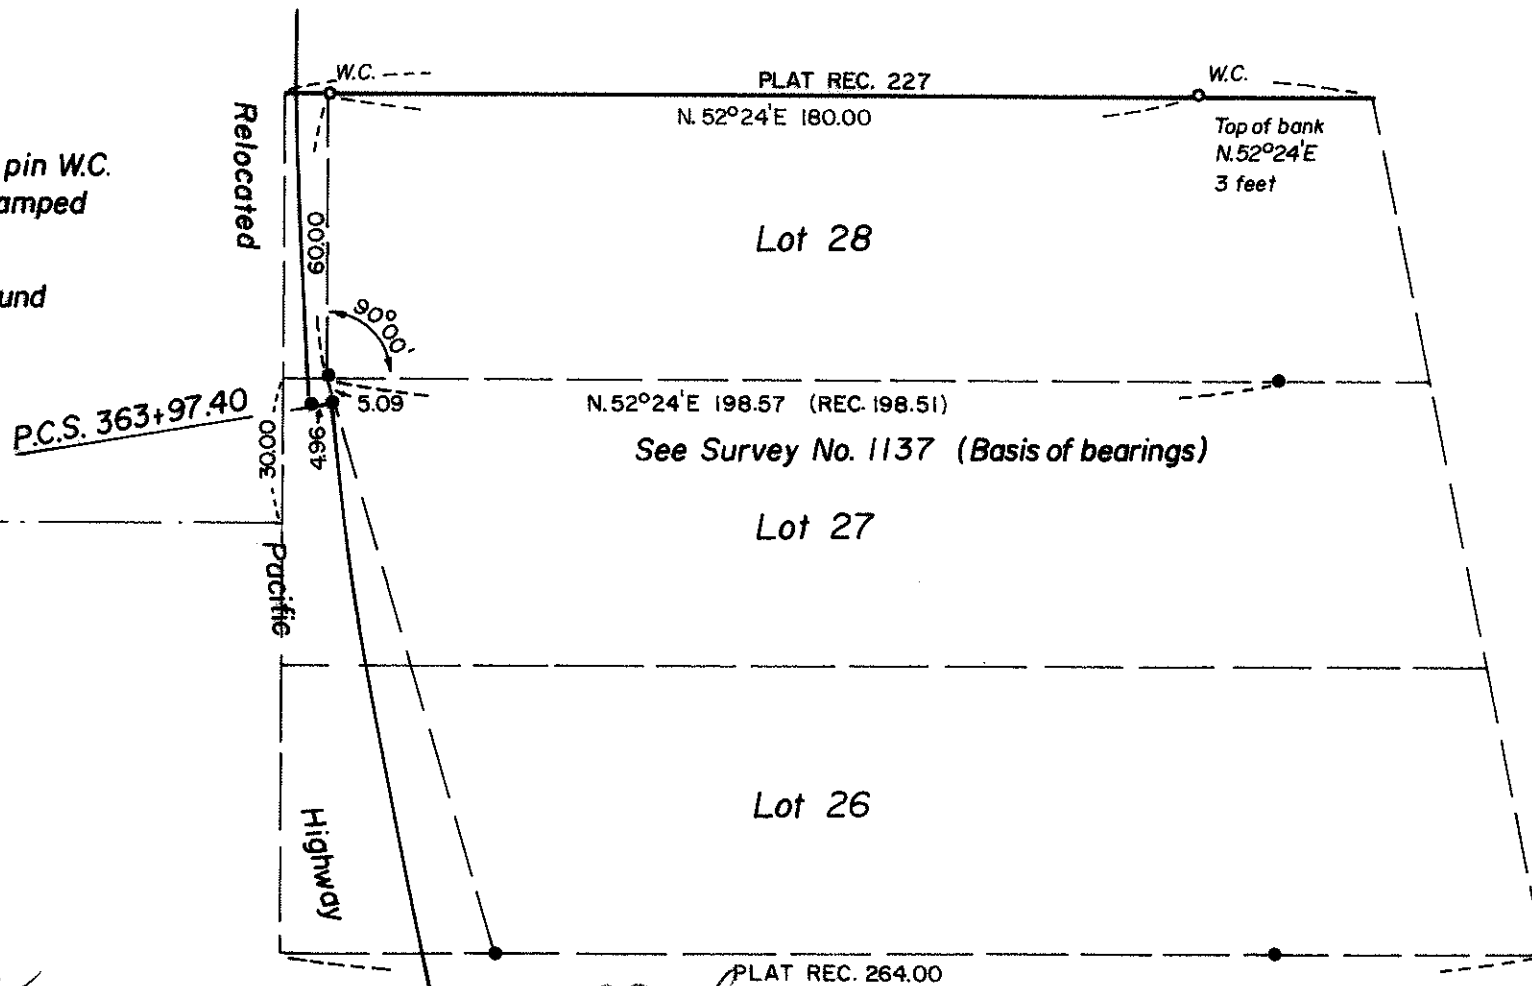 W.C.
PLAT REC. 227
W.C.
N. 52°24'E 180.00
Top of bank
N.52°24'E
3 feet
Relocated
pin W.C.
amped
60.00
Lot 28
und
90°00'
P.C.S. 363+97.40
5.09
N.52°24'E 198.57 (REC. 198.51)
4.96
30.00
See Survey No. 1137 (Basis of bearings)
Lot 27
Pacific
Lot 26
Highway
PLAT REC. 264.00